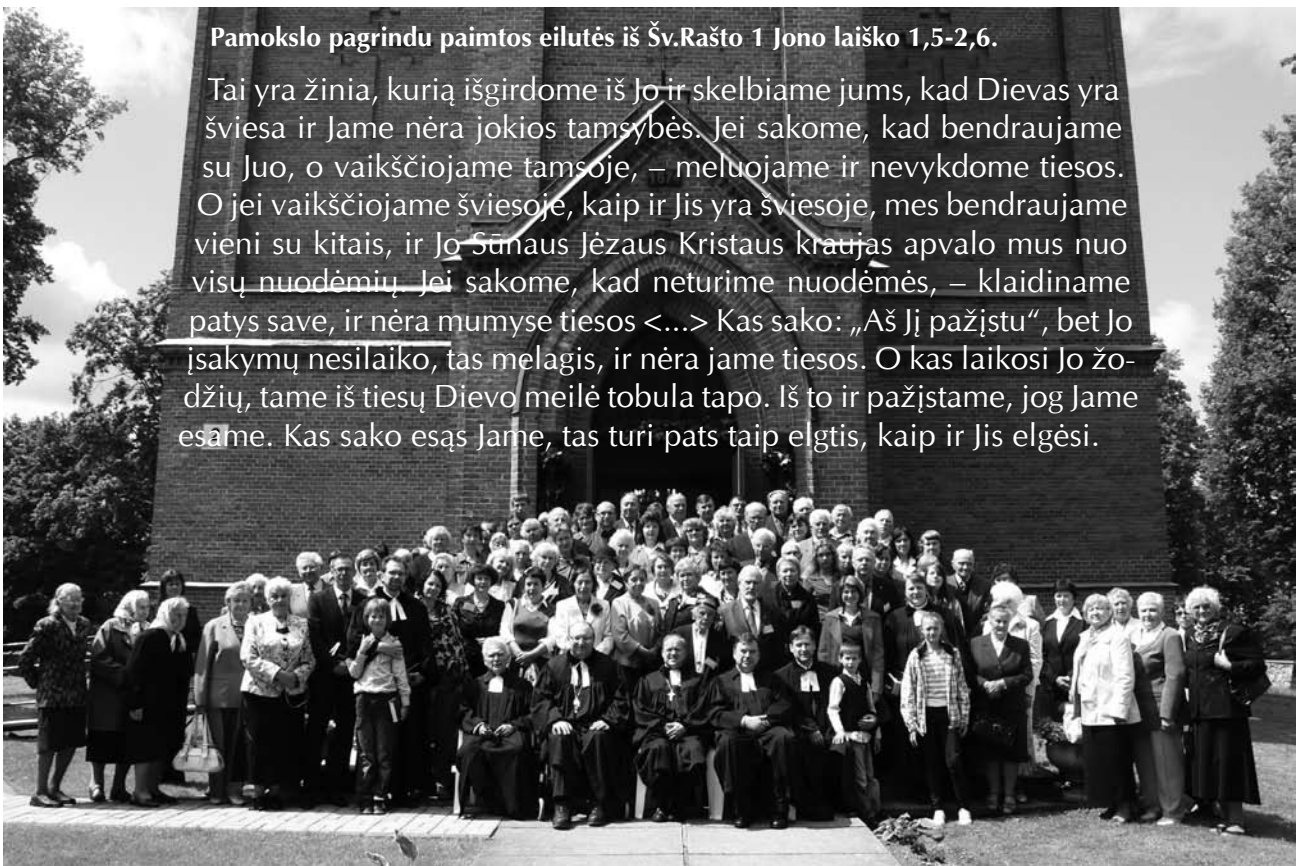 Pamokslo pagrindu paimtos eilutės iš Šv.Rašto 1 Jono laiško 1,5-2,6.
Tai yra žinia, kurią išgirdome iš Jo ir skelbiame jums, kad Dievas yra
šviesa ir Jame nėra jokios tamsybės. Jei sakome, kad bendraujame
su Juo, o vaikščiojame tamsoje, – meluojame ir nevykdome tiesos.
O jei vaikščiojame šviesoje, kaip ir Jis yra šviesoje, mes bendraujame
vieni su kitais, ir Jo Sūnaus Jėzaus Kristaus kraujas apvalo mus nuo
visų nuodėmių. Jei sakome, kad neturime nuodėmės, – klaidiname
patys save, ir nėra mumyse tiesos <...> Kas sako: „Aš Jį pažįstu“, bet Jo
įsakymų nesilaiko, tas melagis, ir nėra jame tiesos. O kas laikosi Jo žo-
džių, tame iš tiesų Dievo meilė tobula tapo. Iš to ir pažįstame, jog Jame
esame. Kas sako esąs Jame, tas turi pats taip elgtis, kaip ir Jis elgėsi.